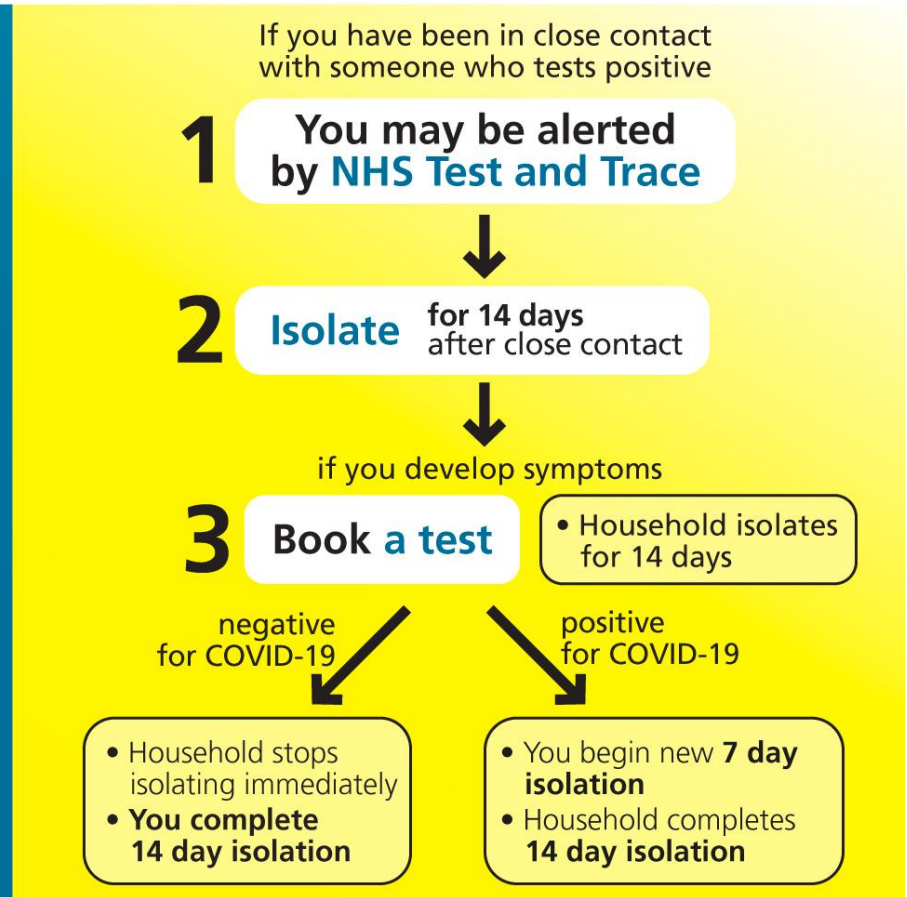 If you have been in close contact
with someone who tests positive
1
You may be alerted
by NHS Test and Trace
2
Isolate
for 14 days
after close contact
if you develop symptoms
3
Book a test
• Household isolates
for 14 days
negative
for COVID-19
• Household stops
isolating immediately
• You complete
14 day isolation
positive
for COVID-19
• You begin new 7 day
isolation
• Household completes
14 day isolation